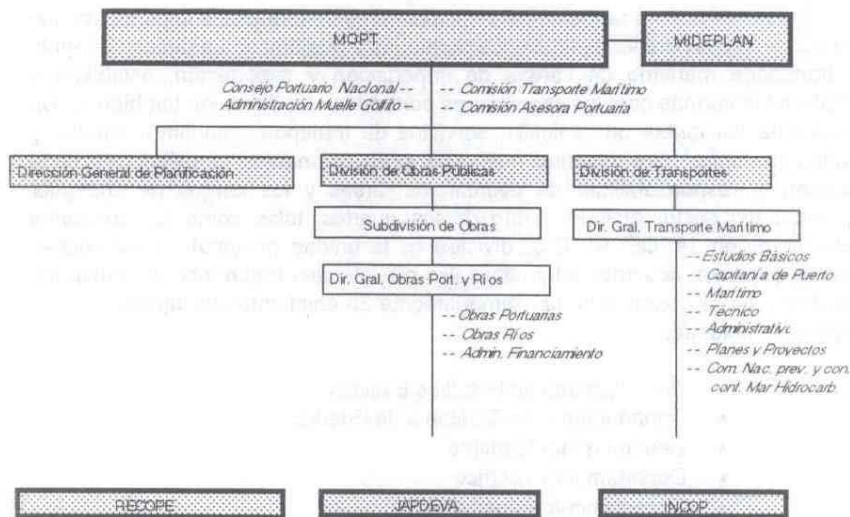 MOPT
MIDEPLAN
Consejo Portuario Nacional --
-- Comisión Transporte Marítimo
Administración Muelle Golfito --
-- Comisión Asesora Portuaria
Dirección General de Planificación
División de Obras Públicas
División de Transportes
Subdivisión de Obras
Dir. Gral. Transporte Marítimo
Dir. Gral. Obras Port. y Ríos
-- Obras Portuarias
-- Obras Ríos
-- Admin. Financiamiento
-- Estudios Básicos
-- Capitanía de Puerto
-- Marítimo
-- Técnico
-- Administrativo
-- Planes y Proyectos
-- Com. Nac. prev. y con.
cont. Mar Hidrocarb.
RECOPE
JAPDEVA
INCOP